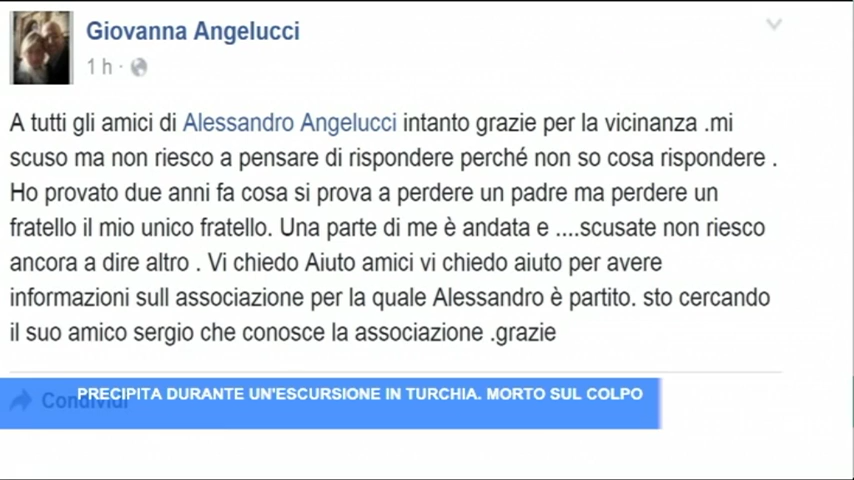 Giovanna Angelucci
1 h ·
A tutti gli amici di Alessandro Angelucci intanto grazie per la vicinanza .mi
scuso ma non riesco a pensare di rispondere perché non so cosa rispondere .
Ho provato due anni fa cosa si prova a perdere un padre ma perdere un
fratello il mio unico fratello. Una parte di me è andata e ....scusate non riesco
ancora a dire altro . Vi chiedo Aiuto amici vi chiedo aiuto per avere
informazioni sull associazione per la quale Alessandro è partito. sto cercando
il suo amico sergio che conosce la associazione .grazie
PRECIPITA DURANTE UN'ESCURSIONE IN TURCHIA. MORTO SUL COLPO
Condividi